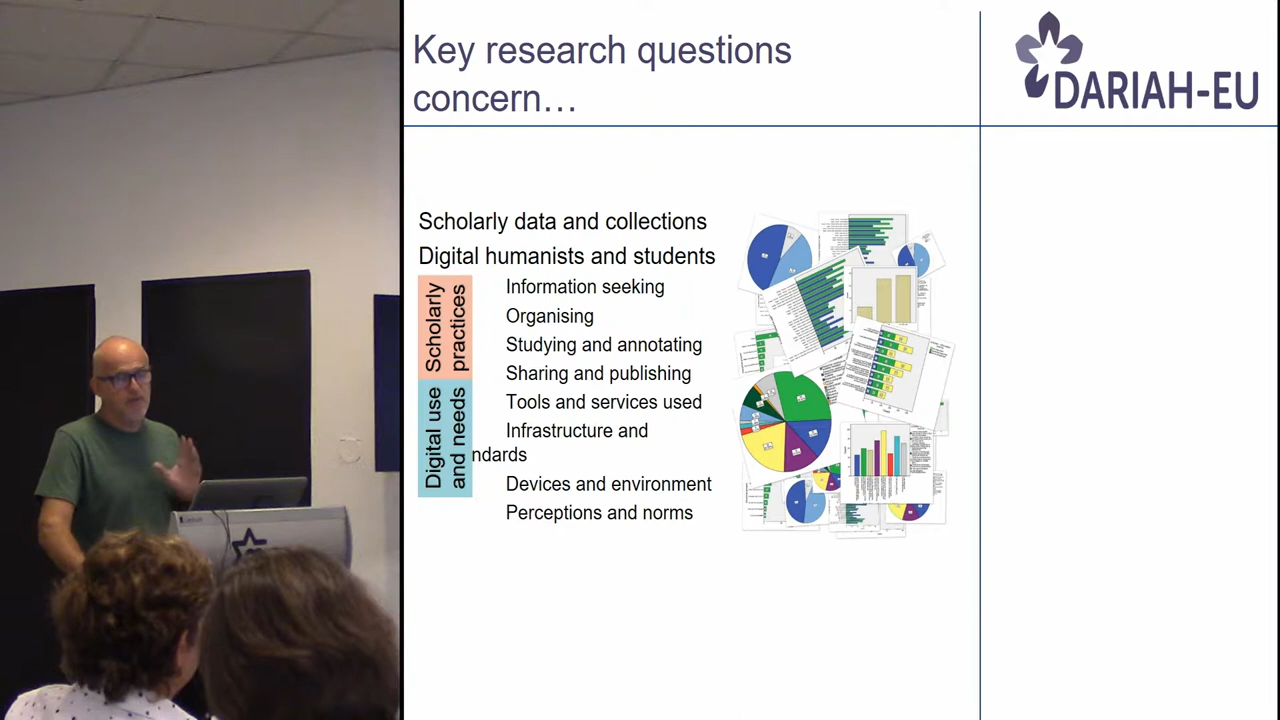 Key research questions
concern…
DARIAH-EU
Scholarly data and collections
Digital humanists and students
Scholarly
practices
Information seeking
Organising
Studying and annotating
Sharing and publishing
Digital use
and needs
Tools and services used
Infrastructure and
ndards
Devices and environment
Perceptions and norms